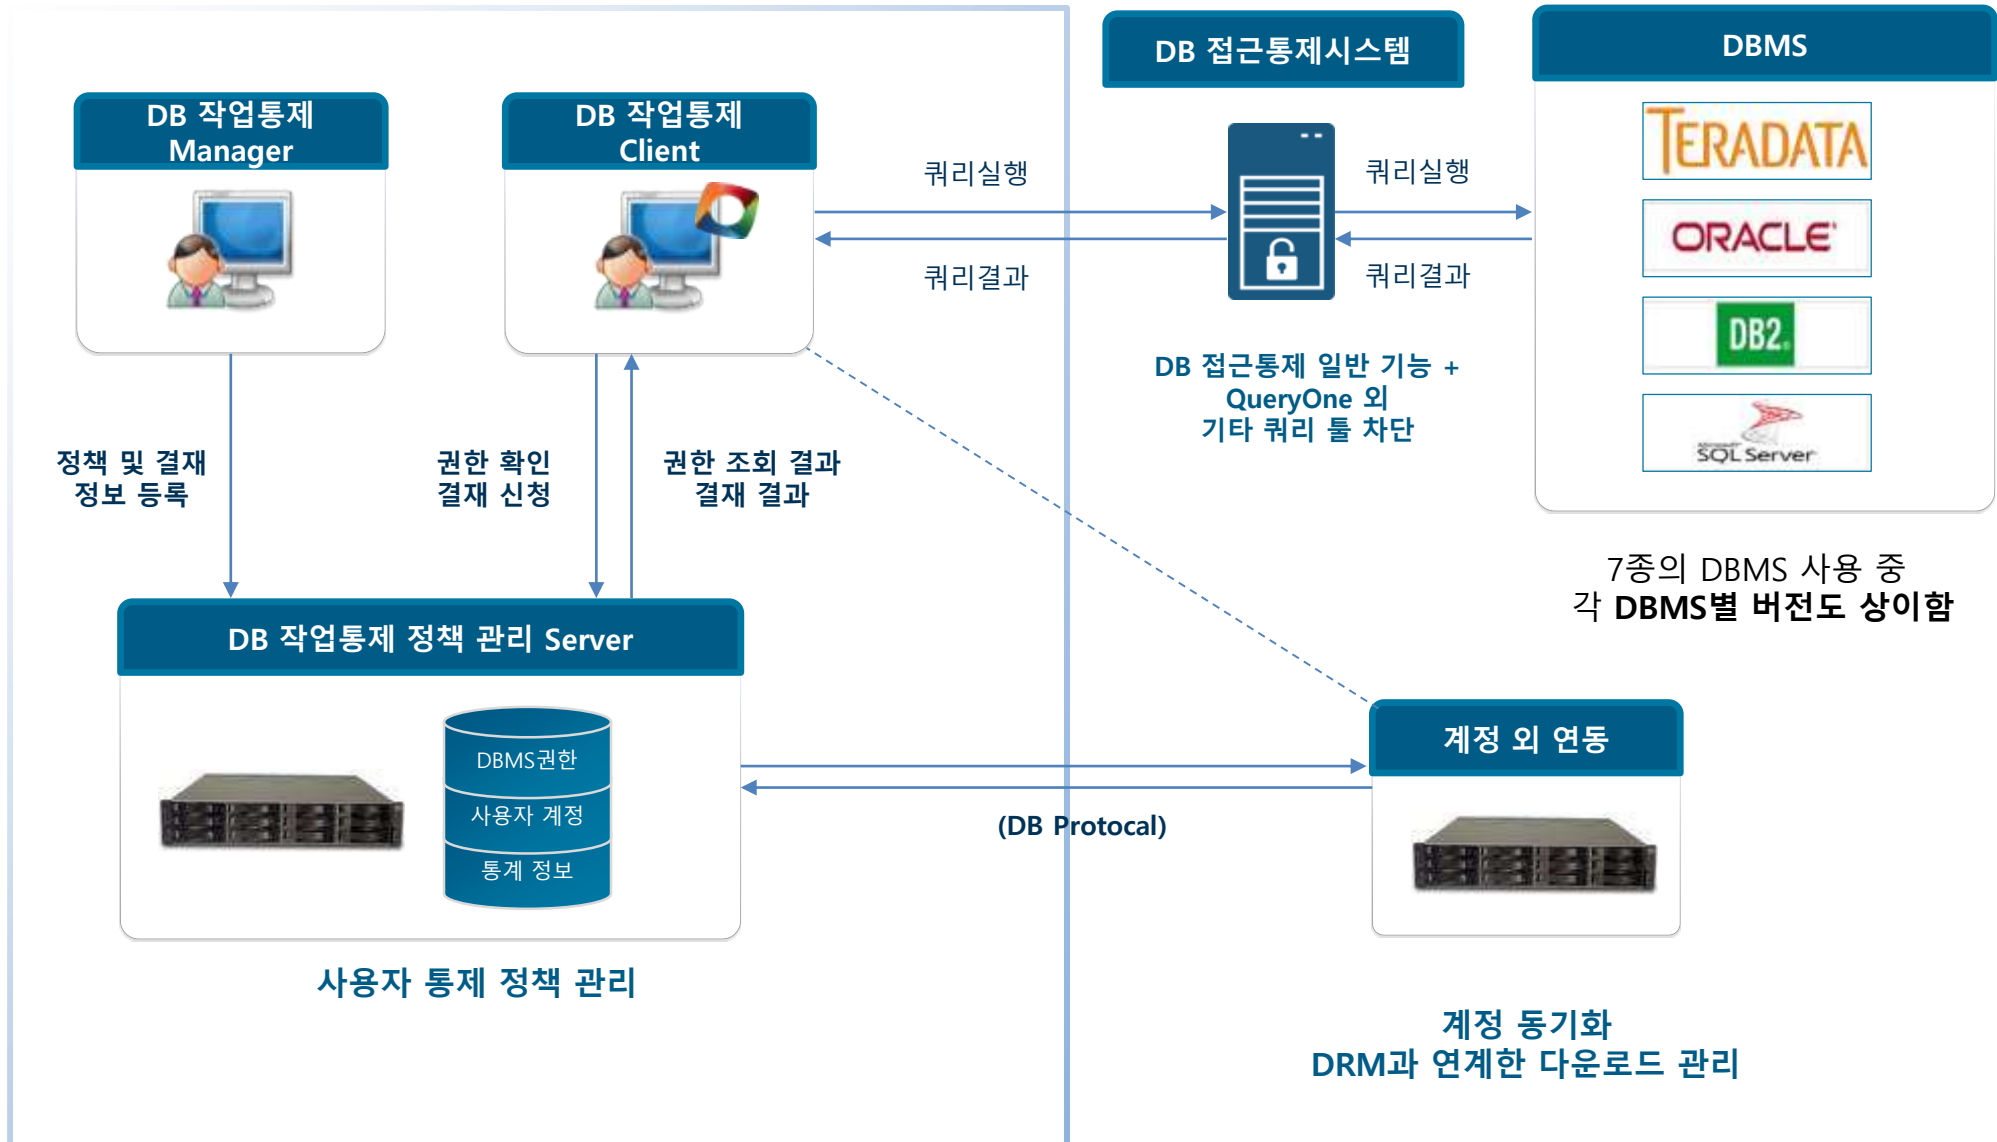 DB 접근통제시스템
DBMS
DB 작업통제
Manager
DB 작업통제
Client
TERADATA
쿼리실행
쿼리실행
ORACLE
쿼리결과
쿼리결과
DB2
DB 접근통제 일반 기능 +
QueryOne 외
기타 쿼리 툴 차단
SQL Server
정책 및 결재
정보 등록
권한 확인
결재 신청
권한 조회 결과
결재 결과
7종의 DBMS 사용 중
각 DBMS별 버전도 상이함
DB 작업통제 정책 관리 Server
계정 외 연동
DBMS권한
사용자 계정
통계 정보
(DB Protocal)
사용자 통제 정책 관리
계정 동기화
DRM과 연계한 다운로드 관리